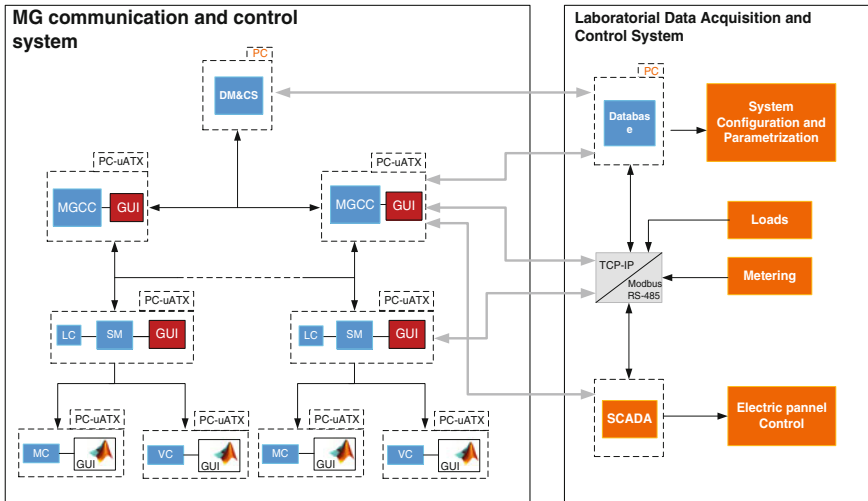 MG communication and control
system
PC
DM&CS
PC-uATX
MGCC
GUI
PC-uATX
MGCC
GUI
PC-uATX
LC
SM
GUI
PC-uATX
LC
SM
GUI
PC-uATX
MC
GUI
PC-uATX
VC
GUI
PC-uATX
MC
GUI
PC-uATX
VC
GUI
Laboratorial Data Acquisition and
Control System
PC
Databas
e
System
Configuration and
Parametrization
Loads
TCP-IP
Modbus
RS-485
Metering
SCADA
Electric pannel
Control